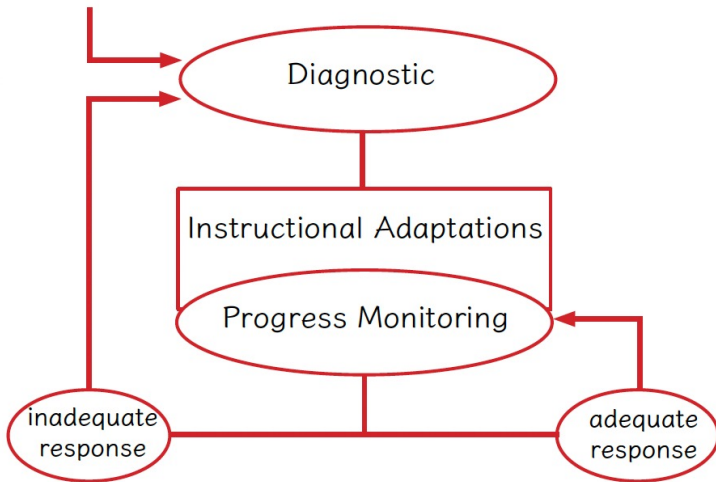 Diagnostic
Instructional Adaptations
Progress Monitoring
inadequate
response
adequate
response